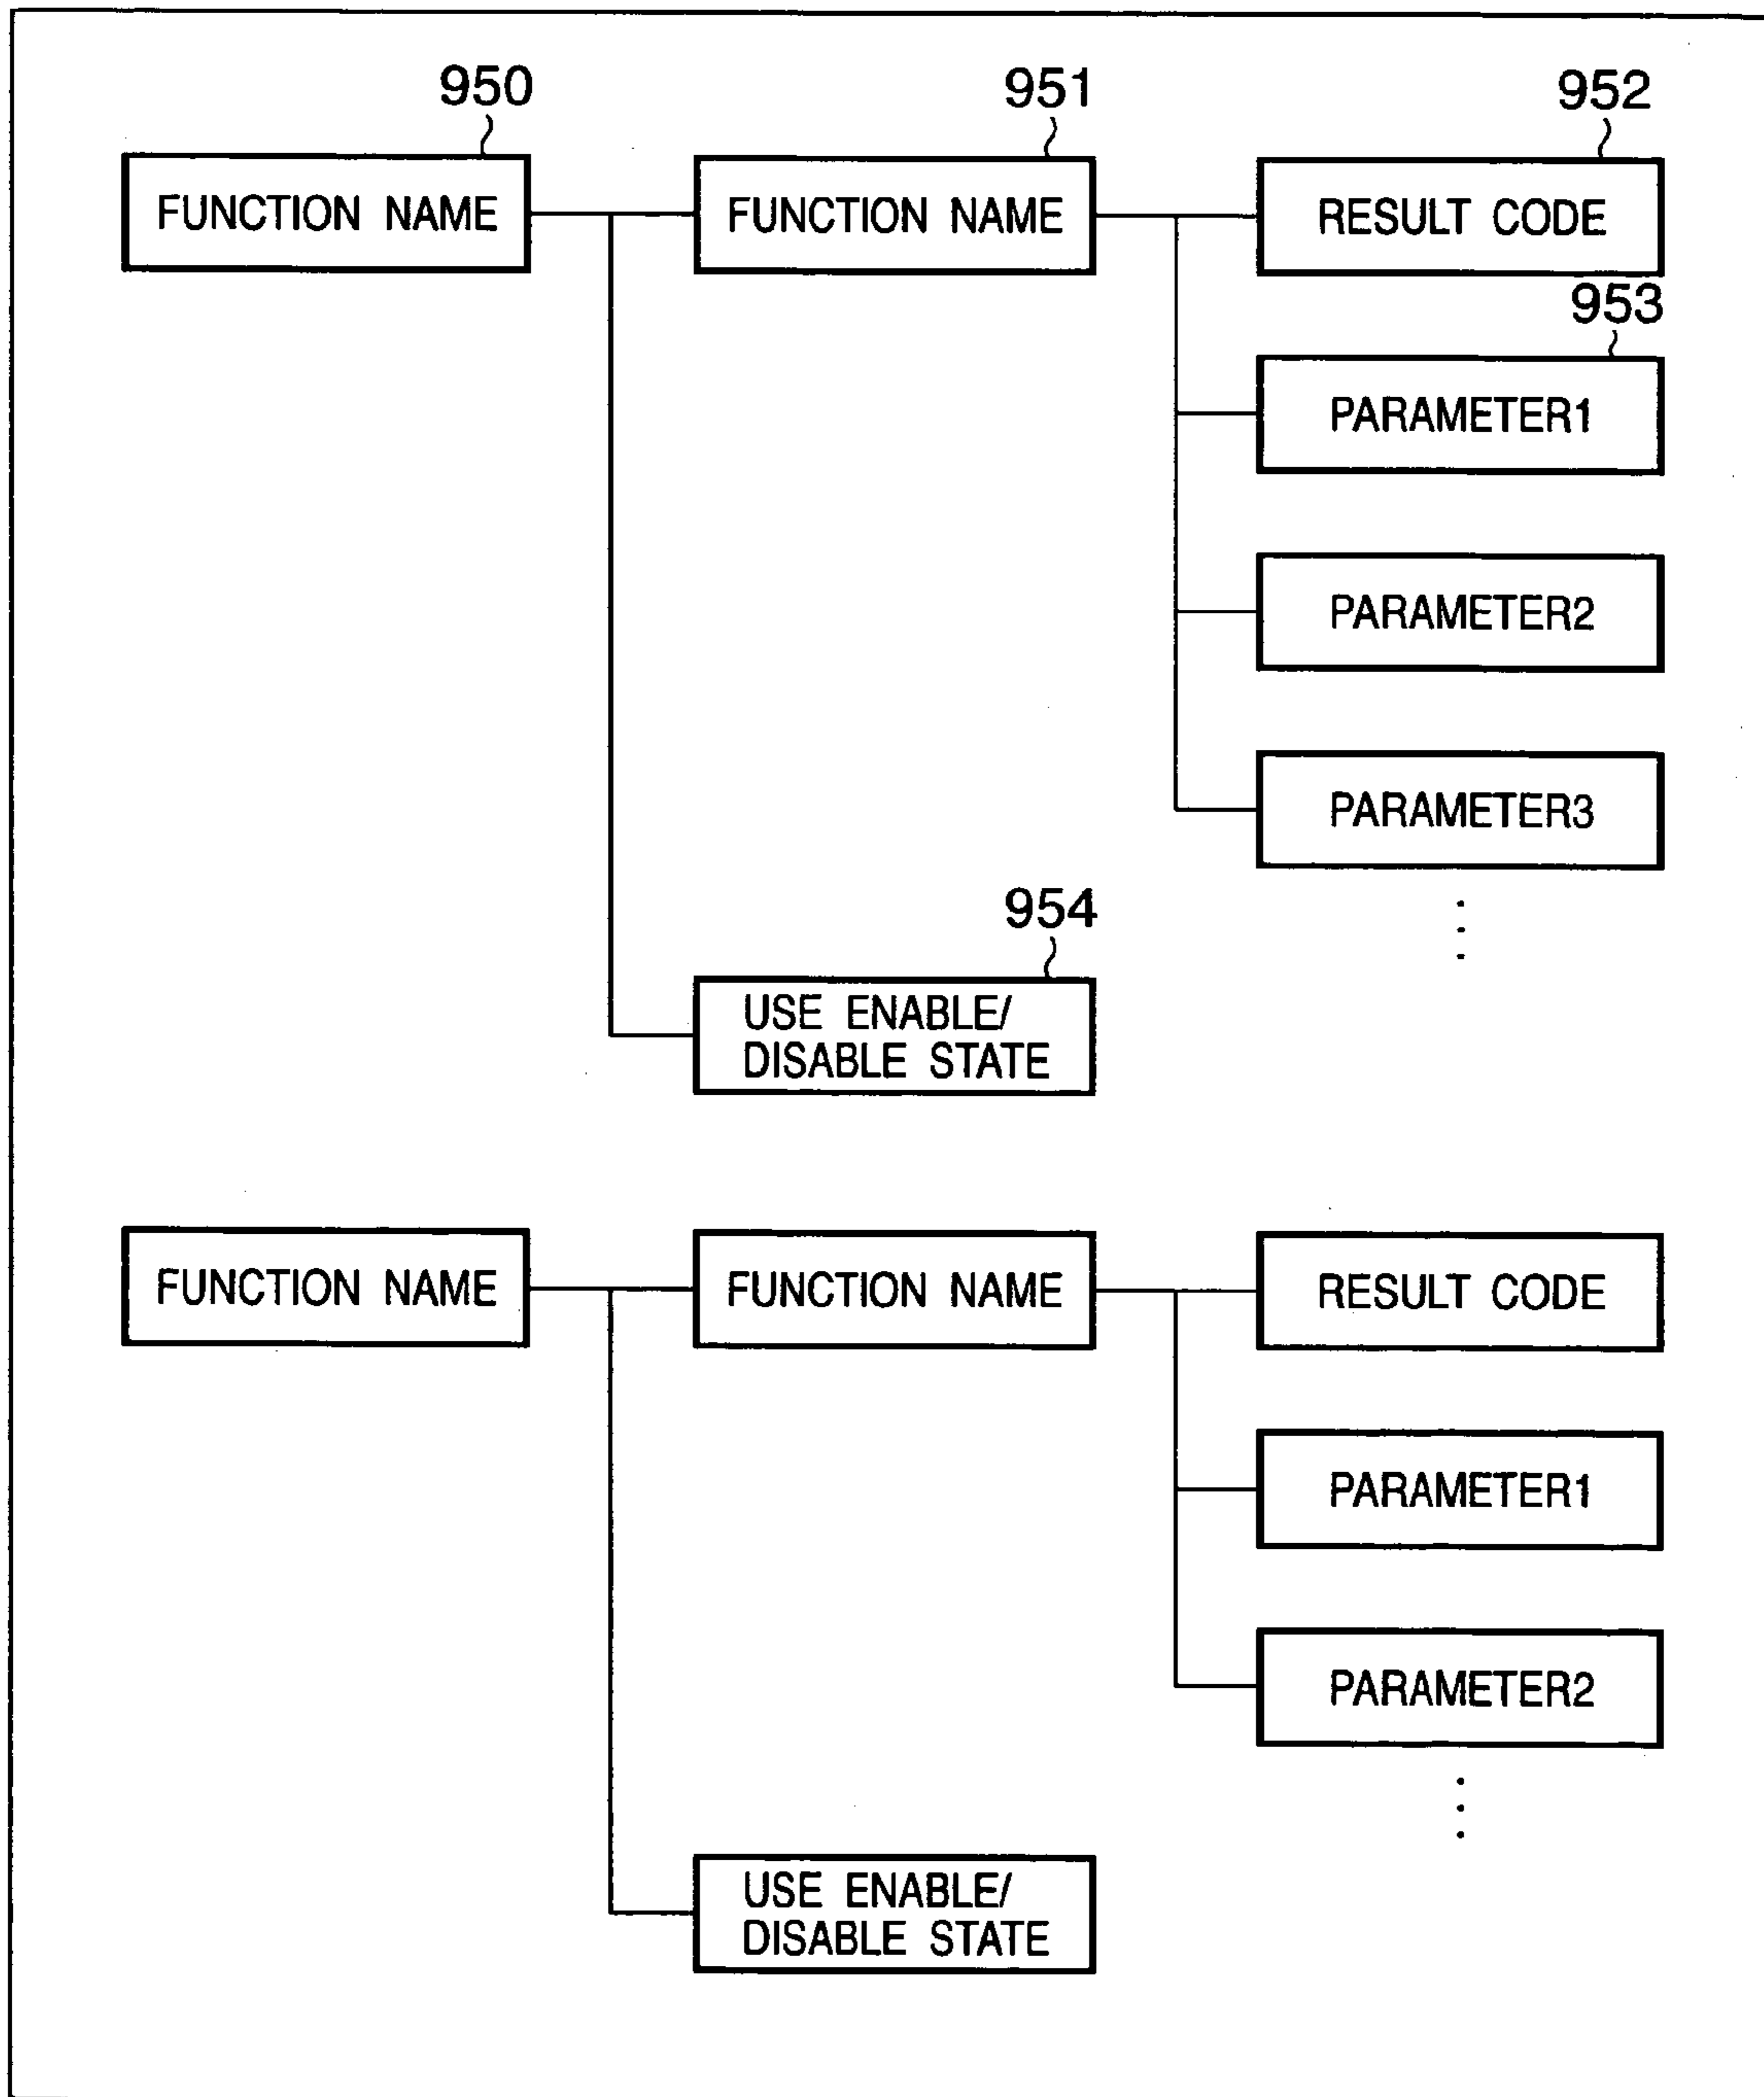 950
951
952
FUNCTION NAME
FUNCTION NAME
RESULT CODE
953
PARAMETER1
PARAMETER2
PARAMETER3
954
USE ENABLE/
DISABLE STATE
FUNCTION NAME
FUNCTION NAME
RESULT CODE
PARAMETER1
PARAMETER2
USE ENABLE/
DISABLE STATE